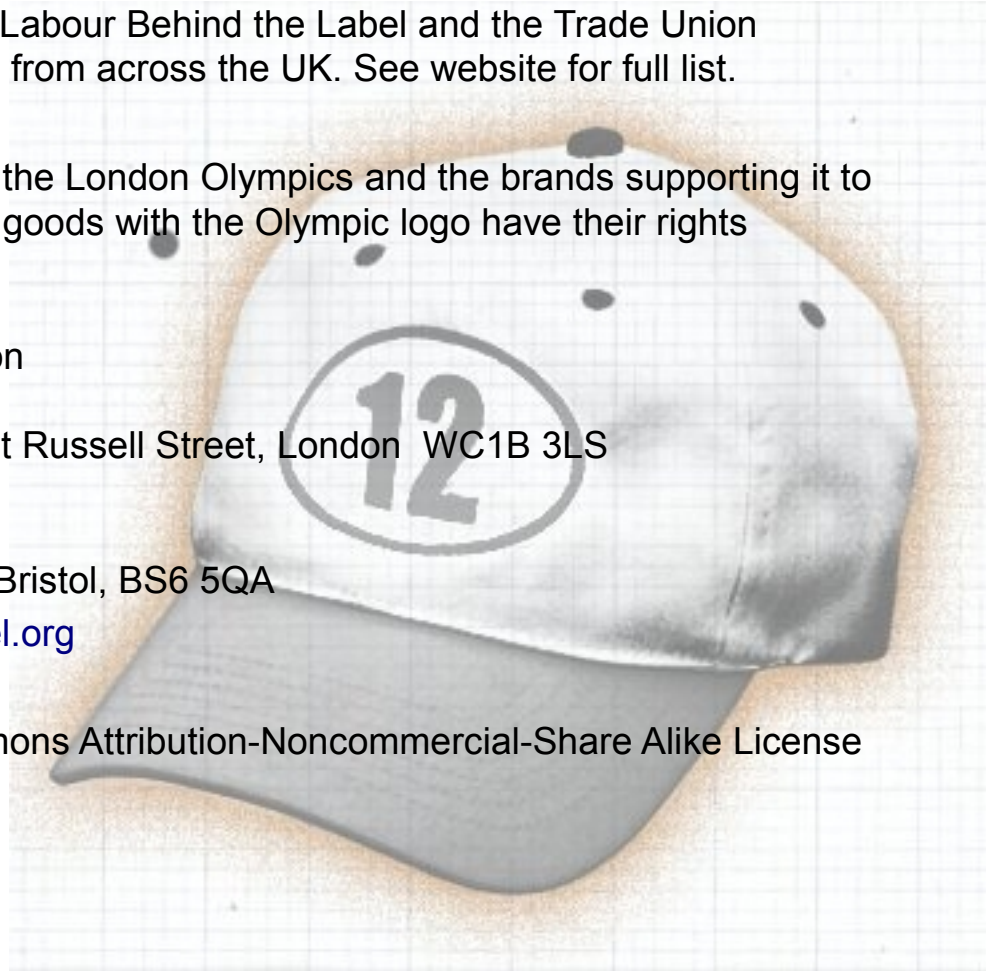 Labour Behind the Label and the Trade Union
from across the UK. See website for full list.
the London Olympics and the brands supporting it to
goods with the Olympic logo have their rights
on
t Russell Street, London WC1B 3LS
12
Bristol, BS6 5QA
el.org
mons Attribution-Noncommercial-Share Alike License